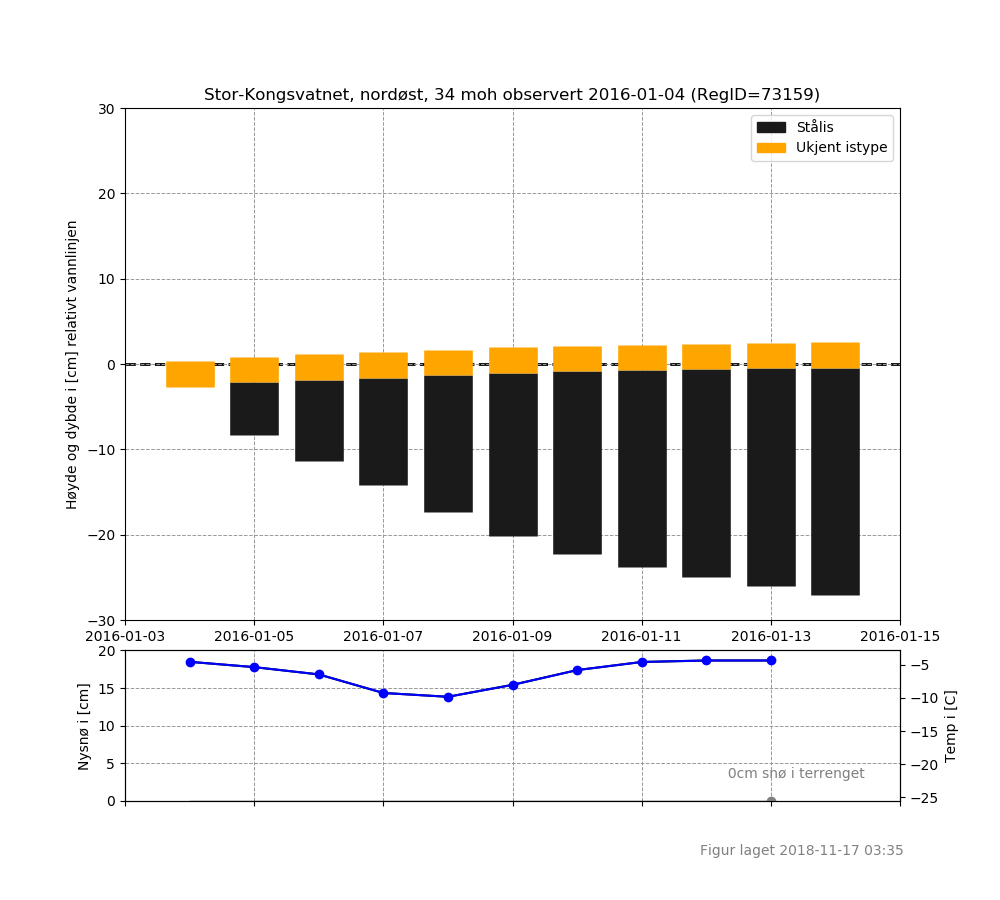 Stor-Kongsvatnet, nordøst, 34 moh observert 2016-01-04 (RegID=73159)
Stålis
Ukjent istype
Høyde og dybde i [cm] relativt vannlinjen
30
20
10
0
−10
−20
−30
2016-01-03 2016-01-05 2016-01-07 2016-01-09 2016-01-11 2016-01-13 2016-01-15
Nysnø i [cm]
20
15
10
5
0
−5
−10
−15
−20
−25
Temp i [C]
0cm snø i terrenget
Figur laget 2018-11-17 03:35